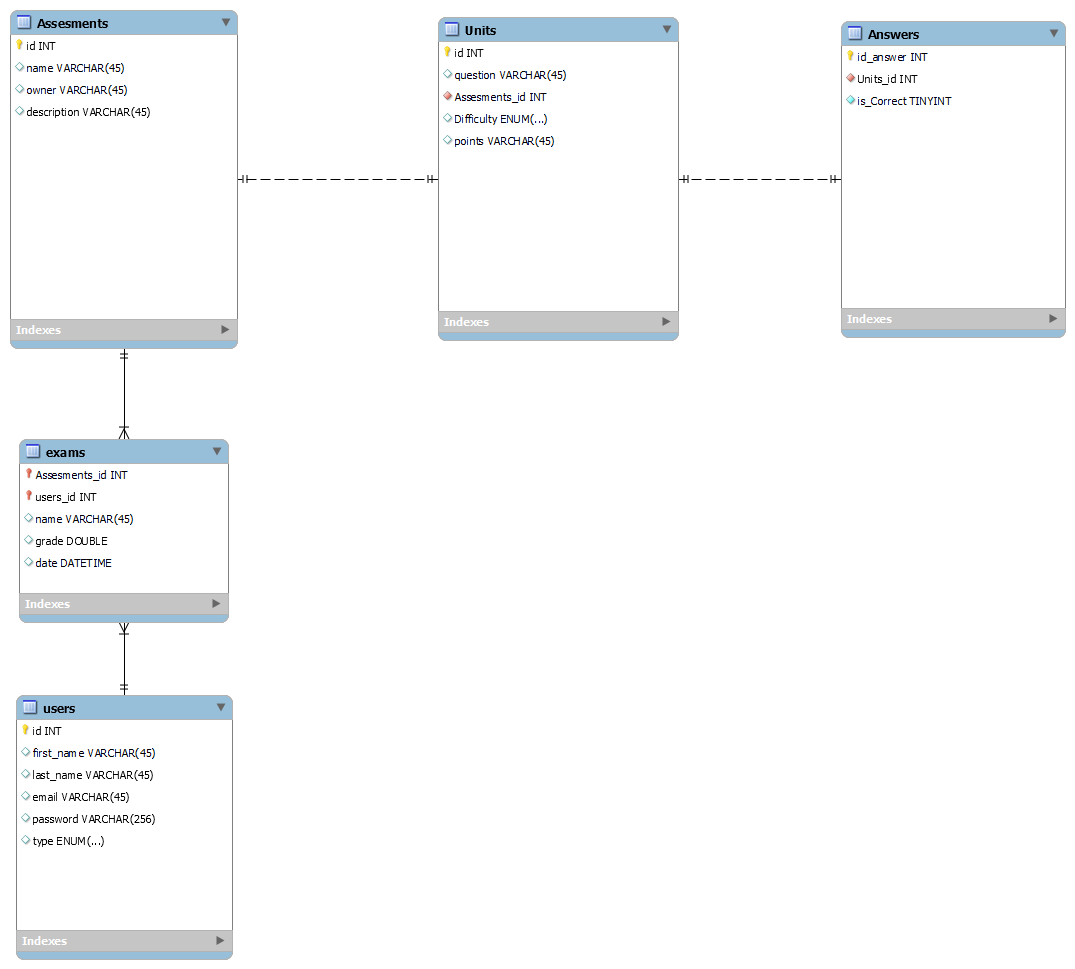 Assesments
id INT
name VARCHAR(45)
owner VARCHAR(45)
description VARCHAR(45)
Indexes
Units
id INT
question VARCHAR(45)
Assesments_id INT
Difficulty ENUM(...)
points VARCHAR(45)
Indexes
Answers
id_answer INT
Units_id INT
is_Correct TINYINT
Indexes
exams
Assesments_id INT
users_id INT
name VARCHAR(45)
grade DOUBLE
date DATETIME
Indexes
users
id INT
first_name VARCHAR(45)
last_name VARCHAR(45)
email VARCHAR(45)
password VARCHAR(256)
type ENUM(...)
Indexes